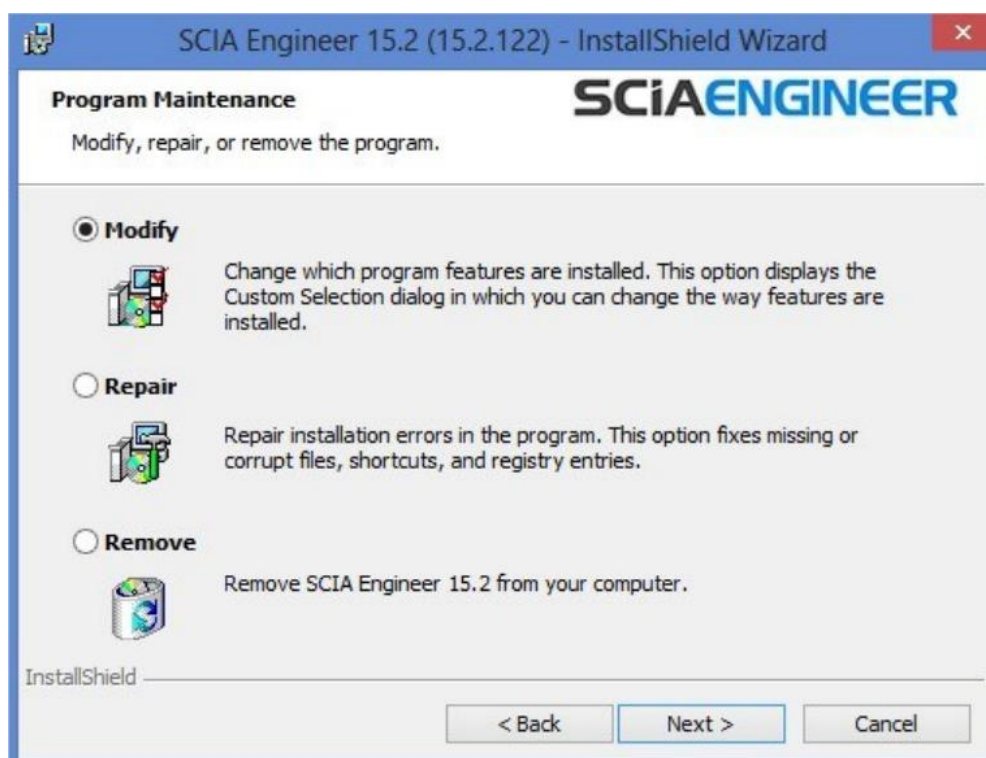 SCIA Engineer 15.2 (15.2.122) - InstallShield Wizard
Program Maintenance
SCiAENGINEER
Modify, repair, or remove the program.
Modify
Change which program features are installed. This option displays the
Custom Selection dialog in which you can change the way features are
installed.
Repair
Repair installation errors in the program. This option fixes missing or
corrupt files, shortcuts, and registry entries.
Remove
Remove SCIA Engineer 15.2 from your computer.
InstallShield
< Back Next > Cancel